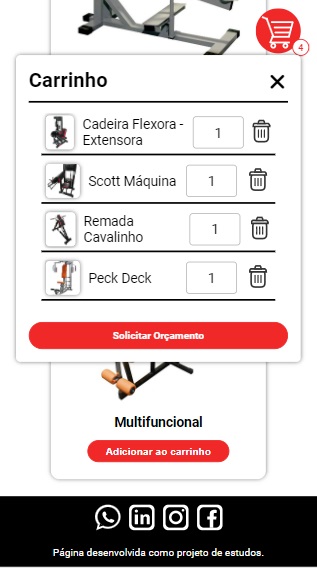 4
Carrinho
Cadeira Flexora -
Extensora
1
Scott Máquina
1
Remada
Cavalinho
1
Peck Deck
1
Solicitar Orçamento
Multifuncional
Adicionar ao carrinho
Página desenvolvida como projeto de estudos.